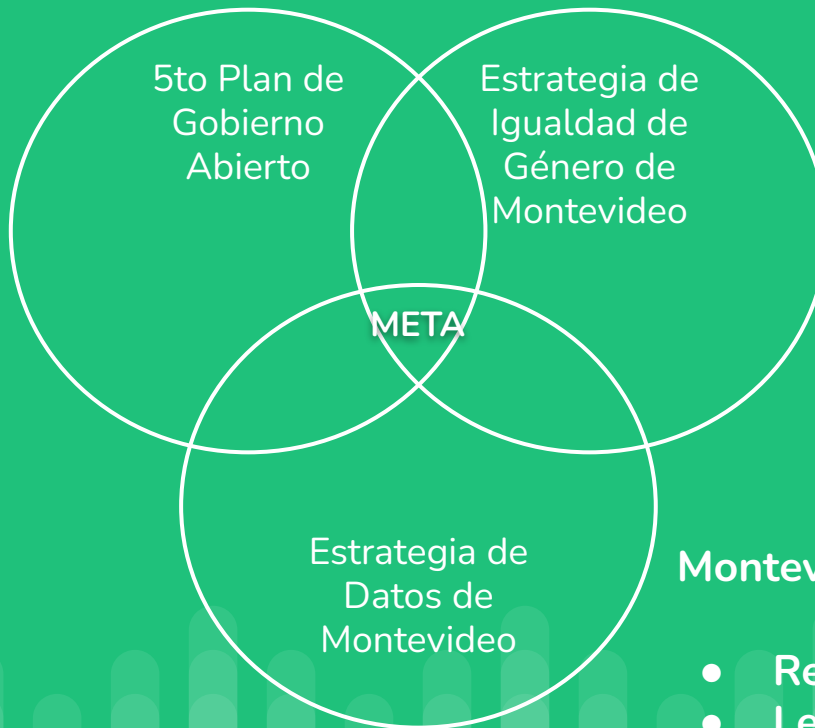 5to Plan de
Gobierno
Abierto
Estrategia de
Igualdad de
Género de
Montevideo
META
Estrategia de
Datos de
Montevideo